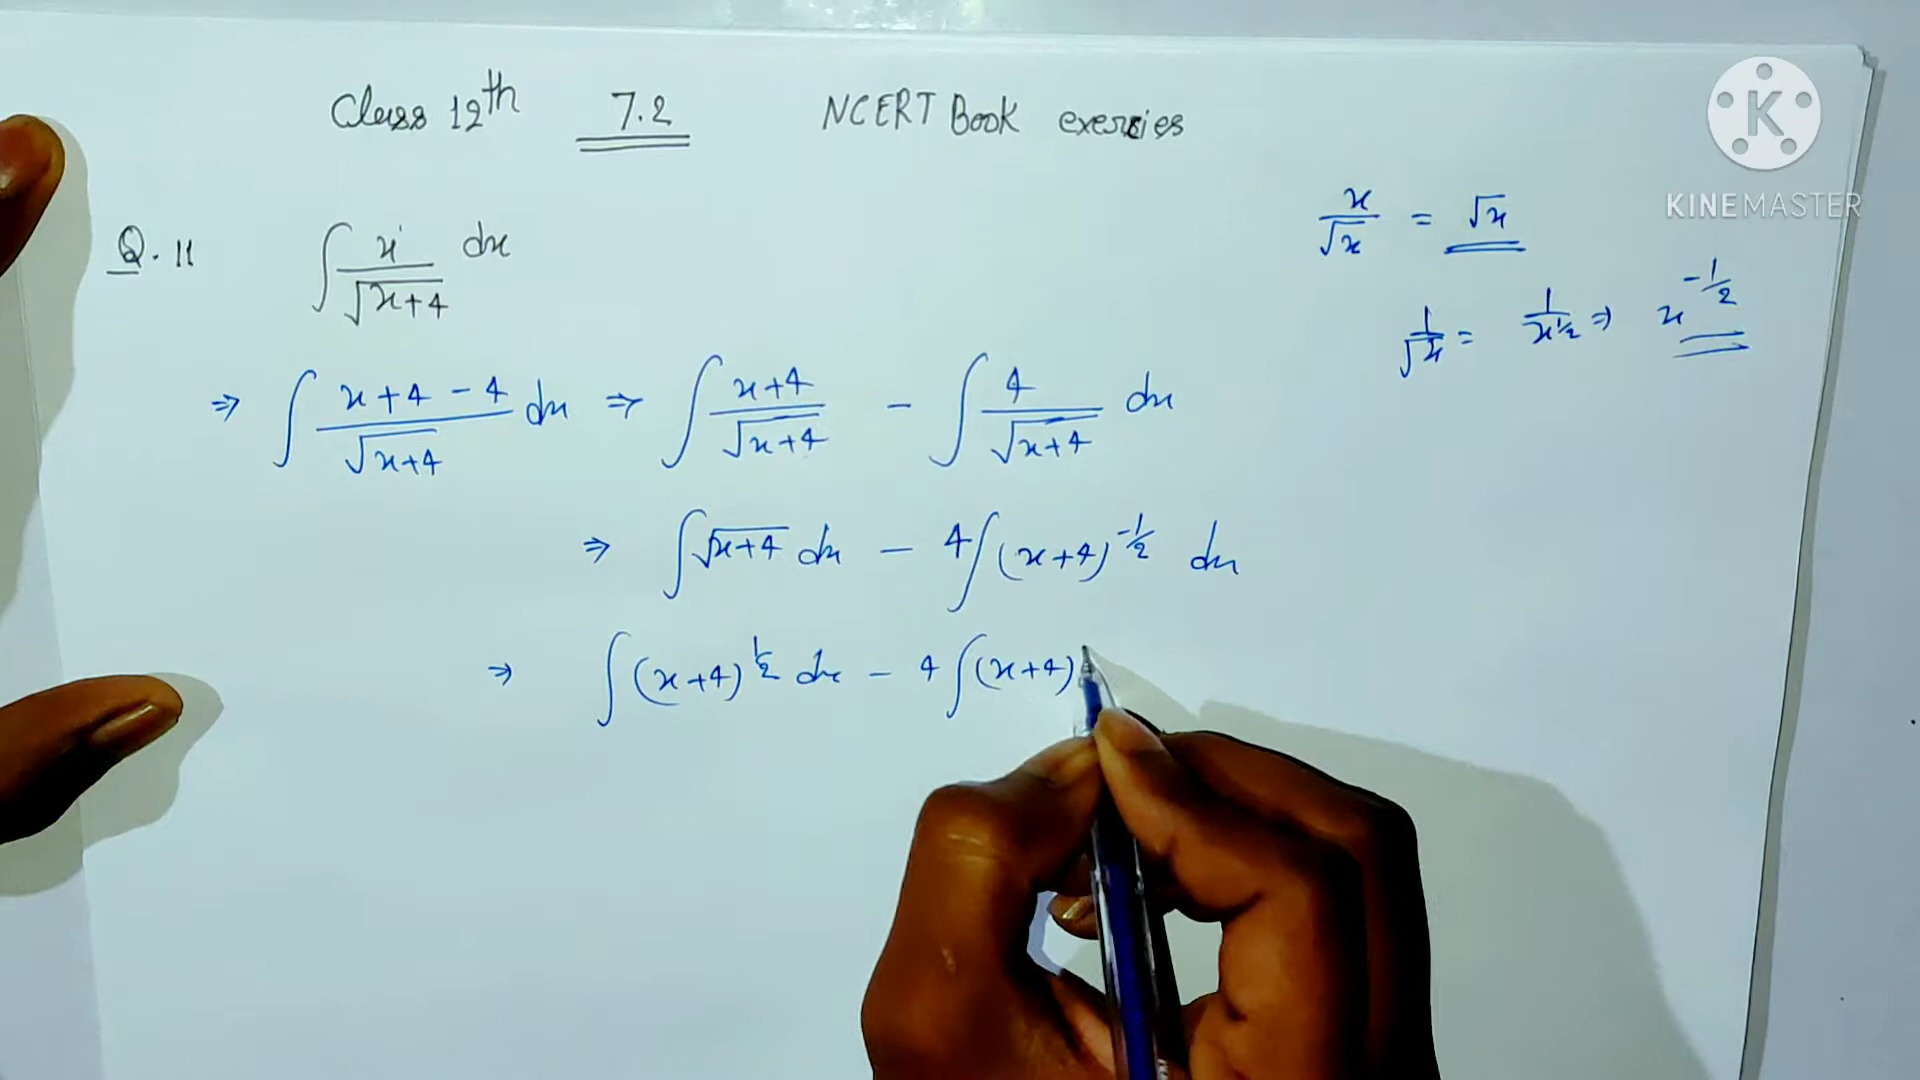 Class 12th 7.2 NCERT Book exercies
K
KINEMASTER
Q. 11 ∫ x/√(x+4) dx
x/√x = √x
1/√x = 1/x^1/2 ⇒ x^-1/2
⇒ ∫ (x+4-4)/√(x+4) dx ⇒ ∫ (x+4)/√(x+4) - ∫ 4/√(x+4) dx
⇒ ∫√(x+4) dx - 4∫(x+4)^-1/2 dx
⇒ ∫(x+4)^1/2 dx - 4∫(x+4)